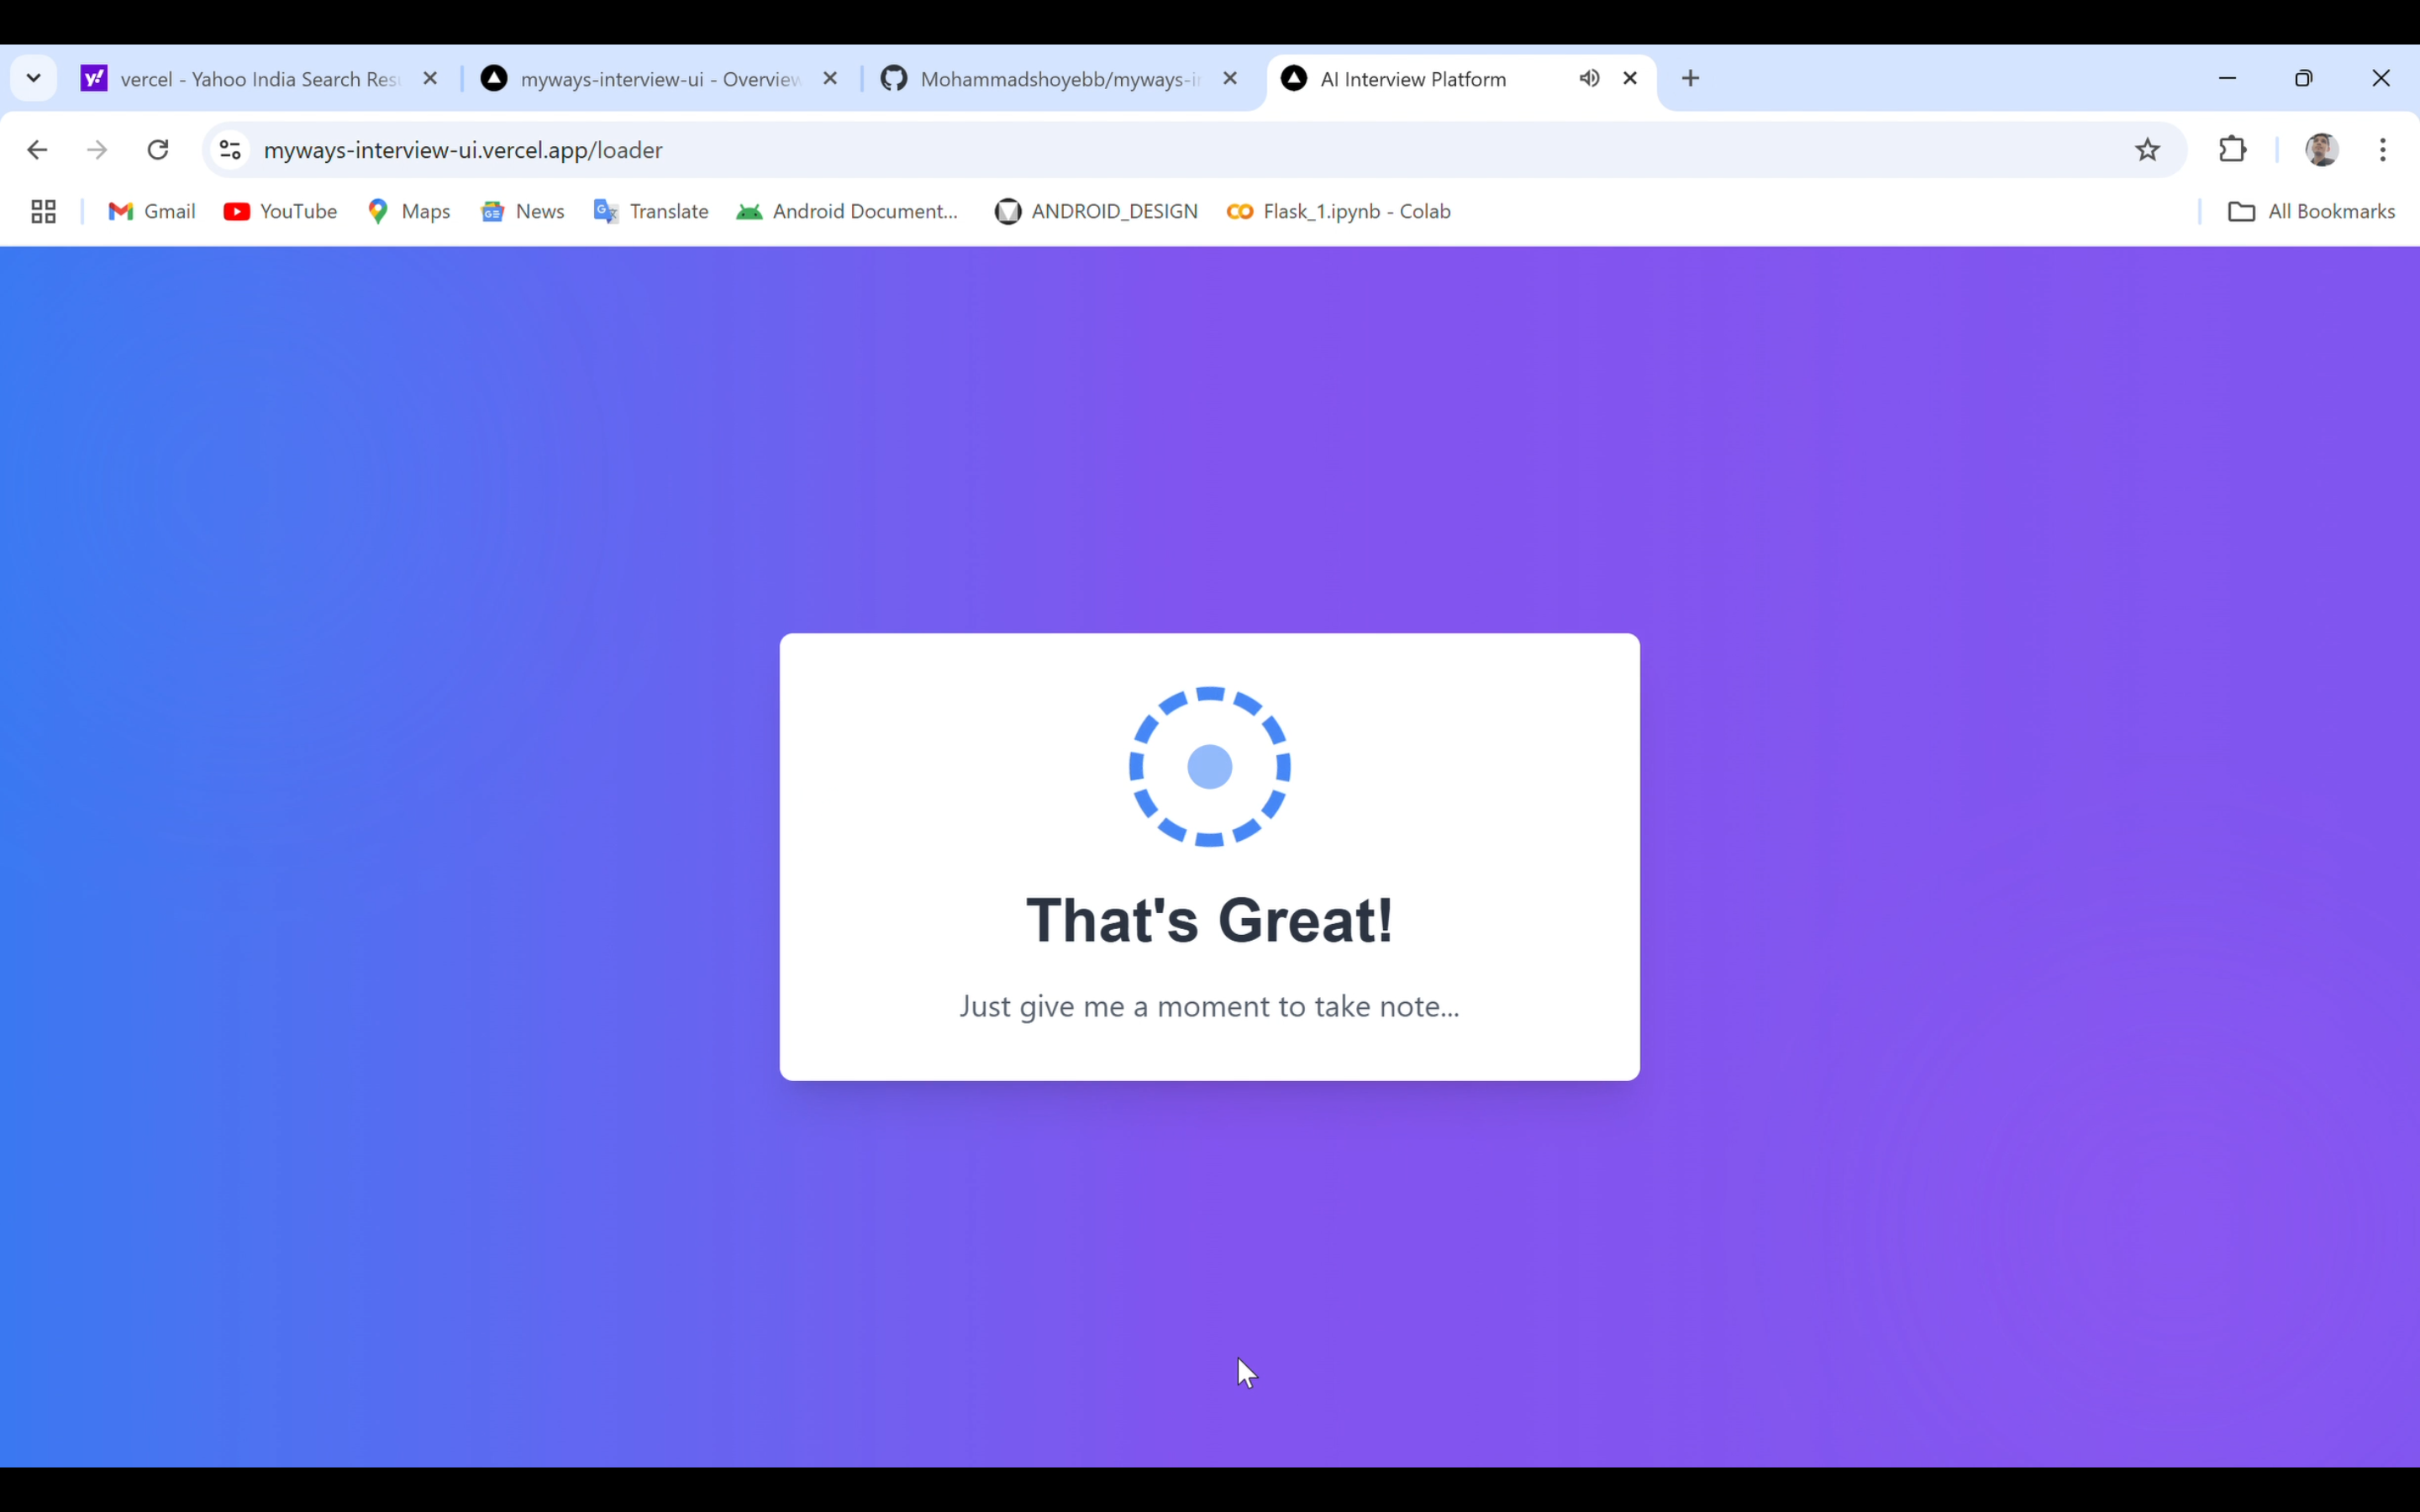 vercel - Yahoo India Search Res
myways-interview-ui - Overview
Mohammadshoyebb/myways-i
AI Interview Platform
myways-interview-ui.vercel.app/loader
Gmail
YouTube
Maps
News
Translate
Android Document...
ANDROID_DESIGN
Flask_1.ipynb - Colab
All Bookmarks
That's Great!
Just give me a moment to take note...